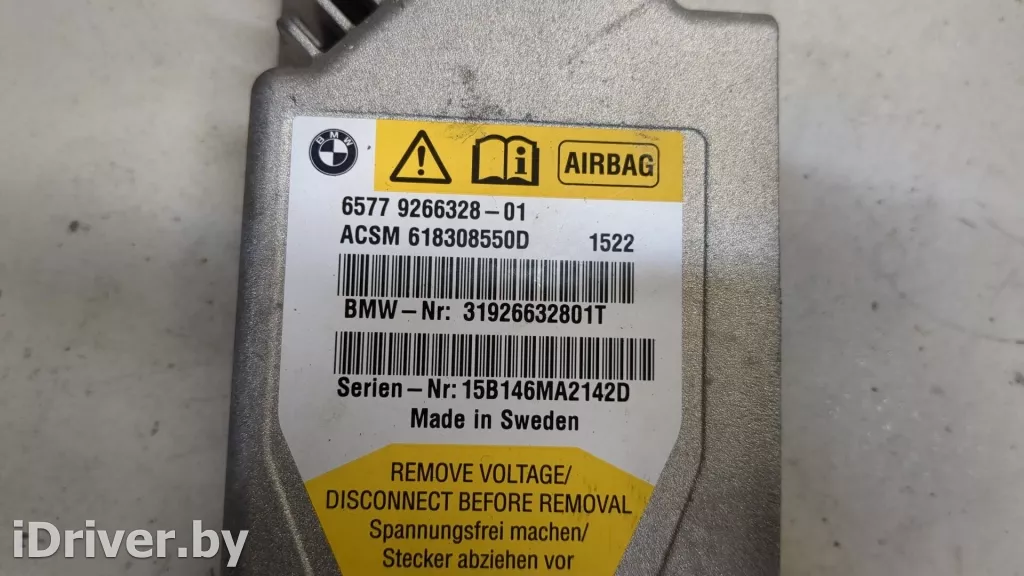 BMW
i
AIRBAG
6577 9266328-01
ACSM 618308550D 1522
BMW-Nr: 31926632801T
Serien-Nr: 15B146MA2142D
Made in Sweden
REMOVE VOLTAGE/
DISCONNECT BEFORE REMOVAL
Spannungsfrei machen/
Stecker abziehen vor
iDriver.by